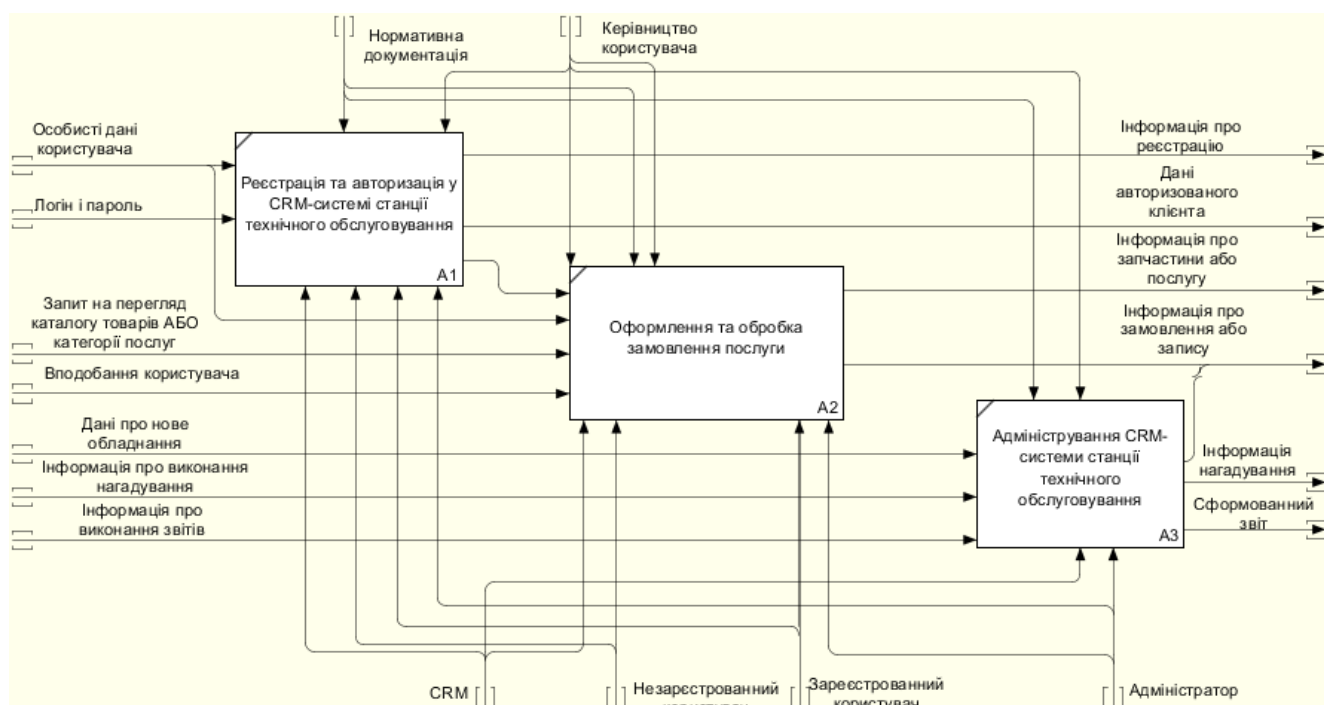 Нормативна
документація
Керівництво
користувача
Особисті дані
користувача
Логін і пароль
Реєстрація та авторизація у
CRM-системі станції
технічного обслуговування
A1
Інформація про
реєстрацію
Дані
авторизованого
клієнта
Інформація про
запчастини або
послугу
Запит на перегляд
каталогу товарів АБО
категорії послуг
Вподобання користувача
Оформлення та обробка
замовлення послуги
A2
Інформація про
замовлення або
запису
Дані про нове
обладнання
Інформація про виконання
нагадування
Інформація про
виконання звітів
Адміністрування CRM-
системи станції
технічного
обслуговування
A3
Інформація
нагадування
Сформованний
звіт
CRM
Незарєстрованний
Зареєстрованний
користувач
Адміністратор